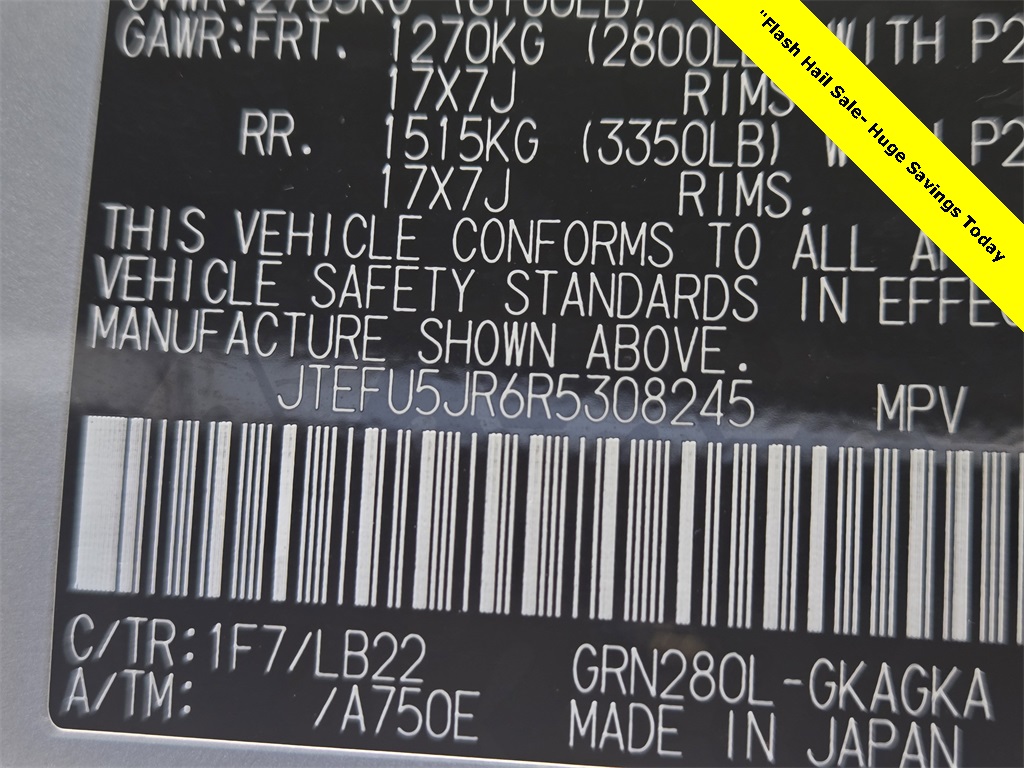 GAWR:FRT. 1270KG (2800LB) WITH P2
17X7J RIMS
RR. 1515KG (3350LB) P2
17X7J RIMS.
THIS VEHICLE CONFORMS TO ALL
VEHICLE SAFETY STANDARDS IN EFFE
MANUFACTURE SHOWN ABOVE.
JTEFU5JR6R5308245 MPV
C/TR:1F7/LB22 GRN280L-GKAGKA
A/TM: /A750E MADE IN JAPAN
"Flash Hail Sale- Huge Savings Today